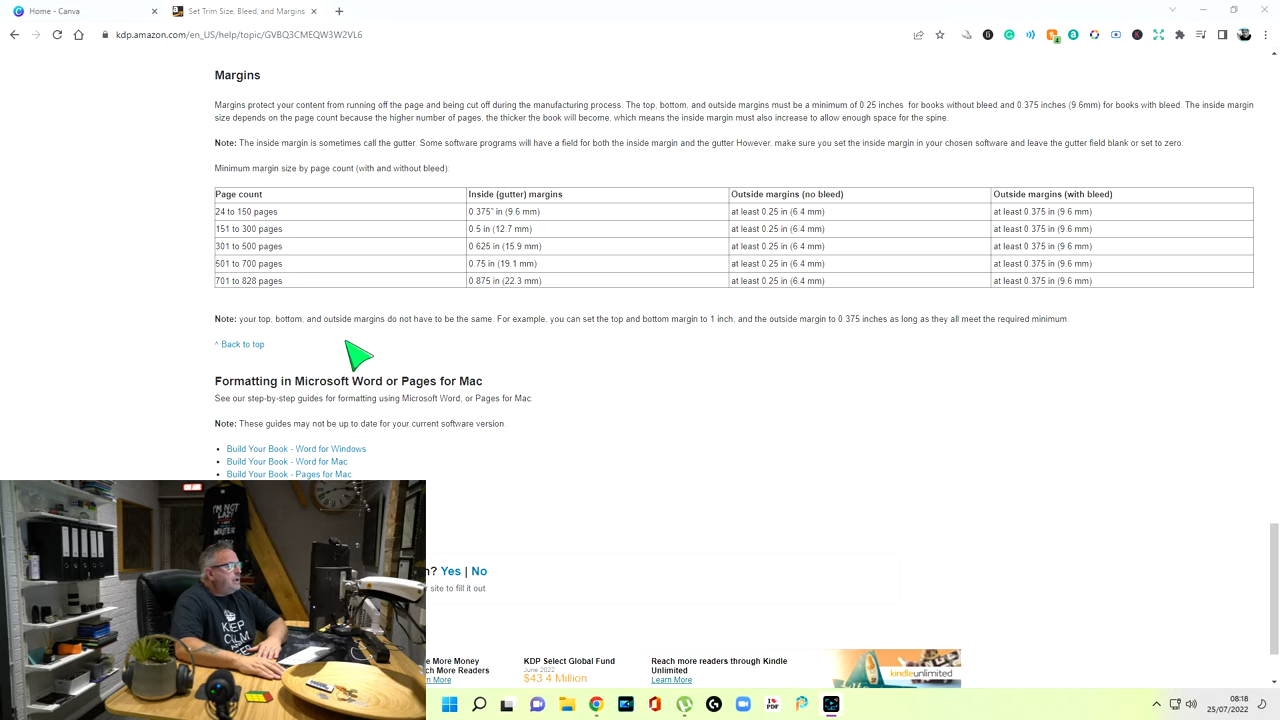 Home - Canva
Set Trim Size, Bleed, and Margins
kdp.amazon.com/en_US/help/topic/GVBQ3CMEQW3W2VL6
Margins
Margins protect your content from running off the page and being cut off during the manufacturing process. The top, bottom, and outside margins must be a minimum of 0.25 inches for books without bleed and 0.375 inches (9.6mm) for books with bleed. The inside margin
size depends on the page count because the higher number of pages, the thicker the book will become, which means the inside margin must also increase to allow enough space for the spine.
Note: The inside margin is sometimes call the gutter. Some software programs will have a field for both the inside margin and the gutter However, make sure you set the inside margin in your chosen software and leave the gutter field blank or set to zero.
Minimum margin size by page count (with and without bleed):
Page count Inside (gutter) margins Outside margins (no bleed) Outside margins (with bleed)
24 to 150 pages 0.375" in (9.6 mm) at least 0.25 in (6.4 mm) at least 0.375 in (9.6 mm)
151 to 300 pages 0.5 in (12.7 mm) at least 0.25 in (6.4 mm) at least 0.375 in (9.6 mm)
301 to 500 pages 0.625 in (15.9 mm) at least 0.25 in (6.4 mm) at least 0.375 in (9.6 mm)
501 to 700 pages 0.75 in (19.1 mm) at least 0.25 in (6.4 mm) at least 0.375 in (9.6 mm)
701 to 828 pages 0.875 in (22.3 mm) at least 0.25 in (6.4 mm) at least 0.375 in (9.6 mm)
Note: your top, bottom, and outside margins do not have to be the same. For example, you can set the top and bottom margin to 1 inch, and the outside margin to 0.375 inches as long as they all meet the required minimum.
^ Back to top
Formatting in Microsoft Word or Pages for Mac
See our step-by-step guides for formatting using Microsoft Word, or Pages for Mac.
Note: These guides may not be up to date for your current software version.
Build Your Book - Word for Windows
Build Your Book - Word for Mac
Build Your Book - Pages for Mac
I'M NOT
LAZY
n? Yes | No
r site to fill it out.
KEEP
CALM
e More Money
ch More Readers
rn More
KDP Select Global Fund
June 2022
$43.4 Million
Reach more readers through Kindle
Unlimited
Learn More
kindleunlimited
PDF
08:18
25/07/2022